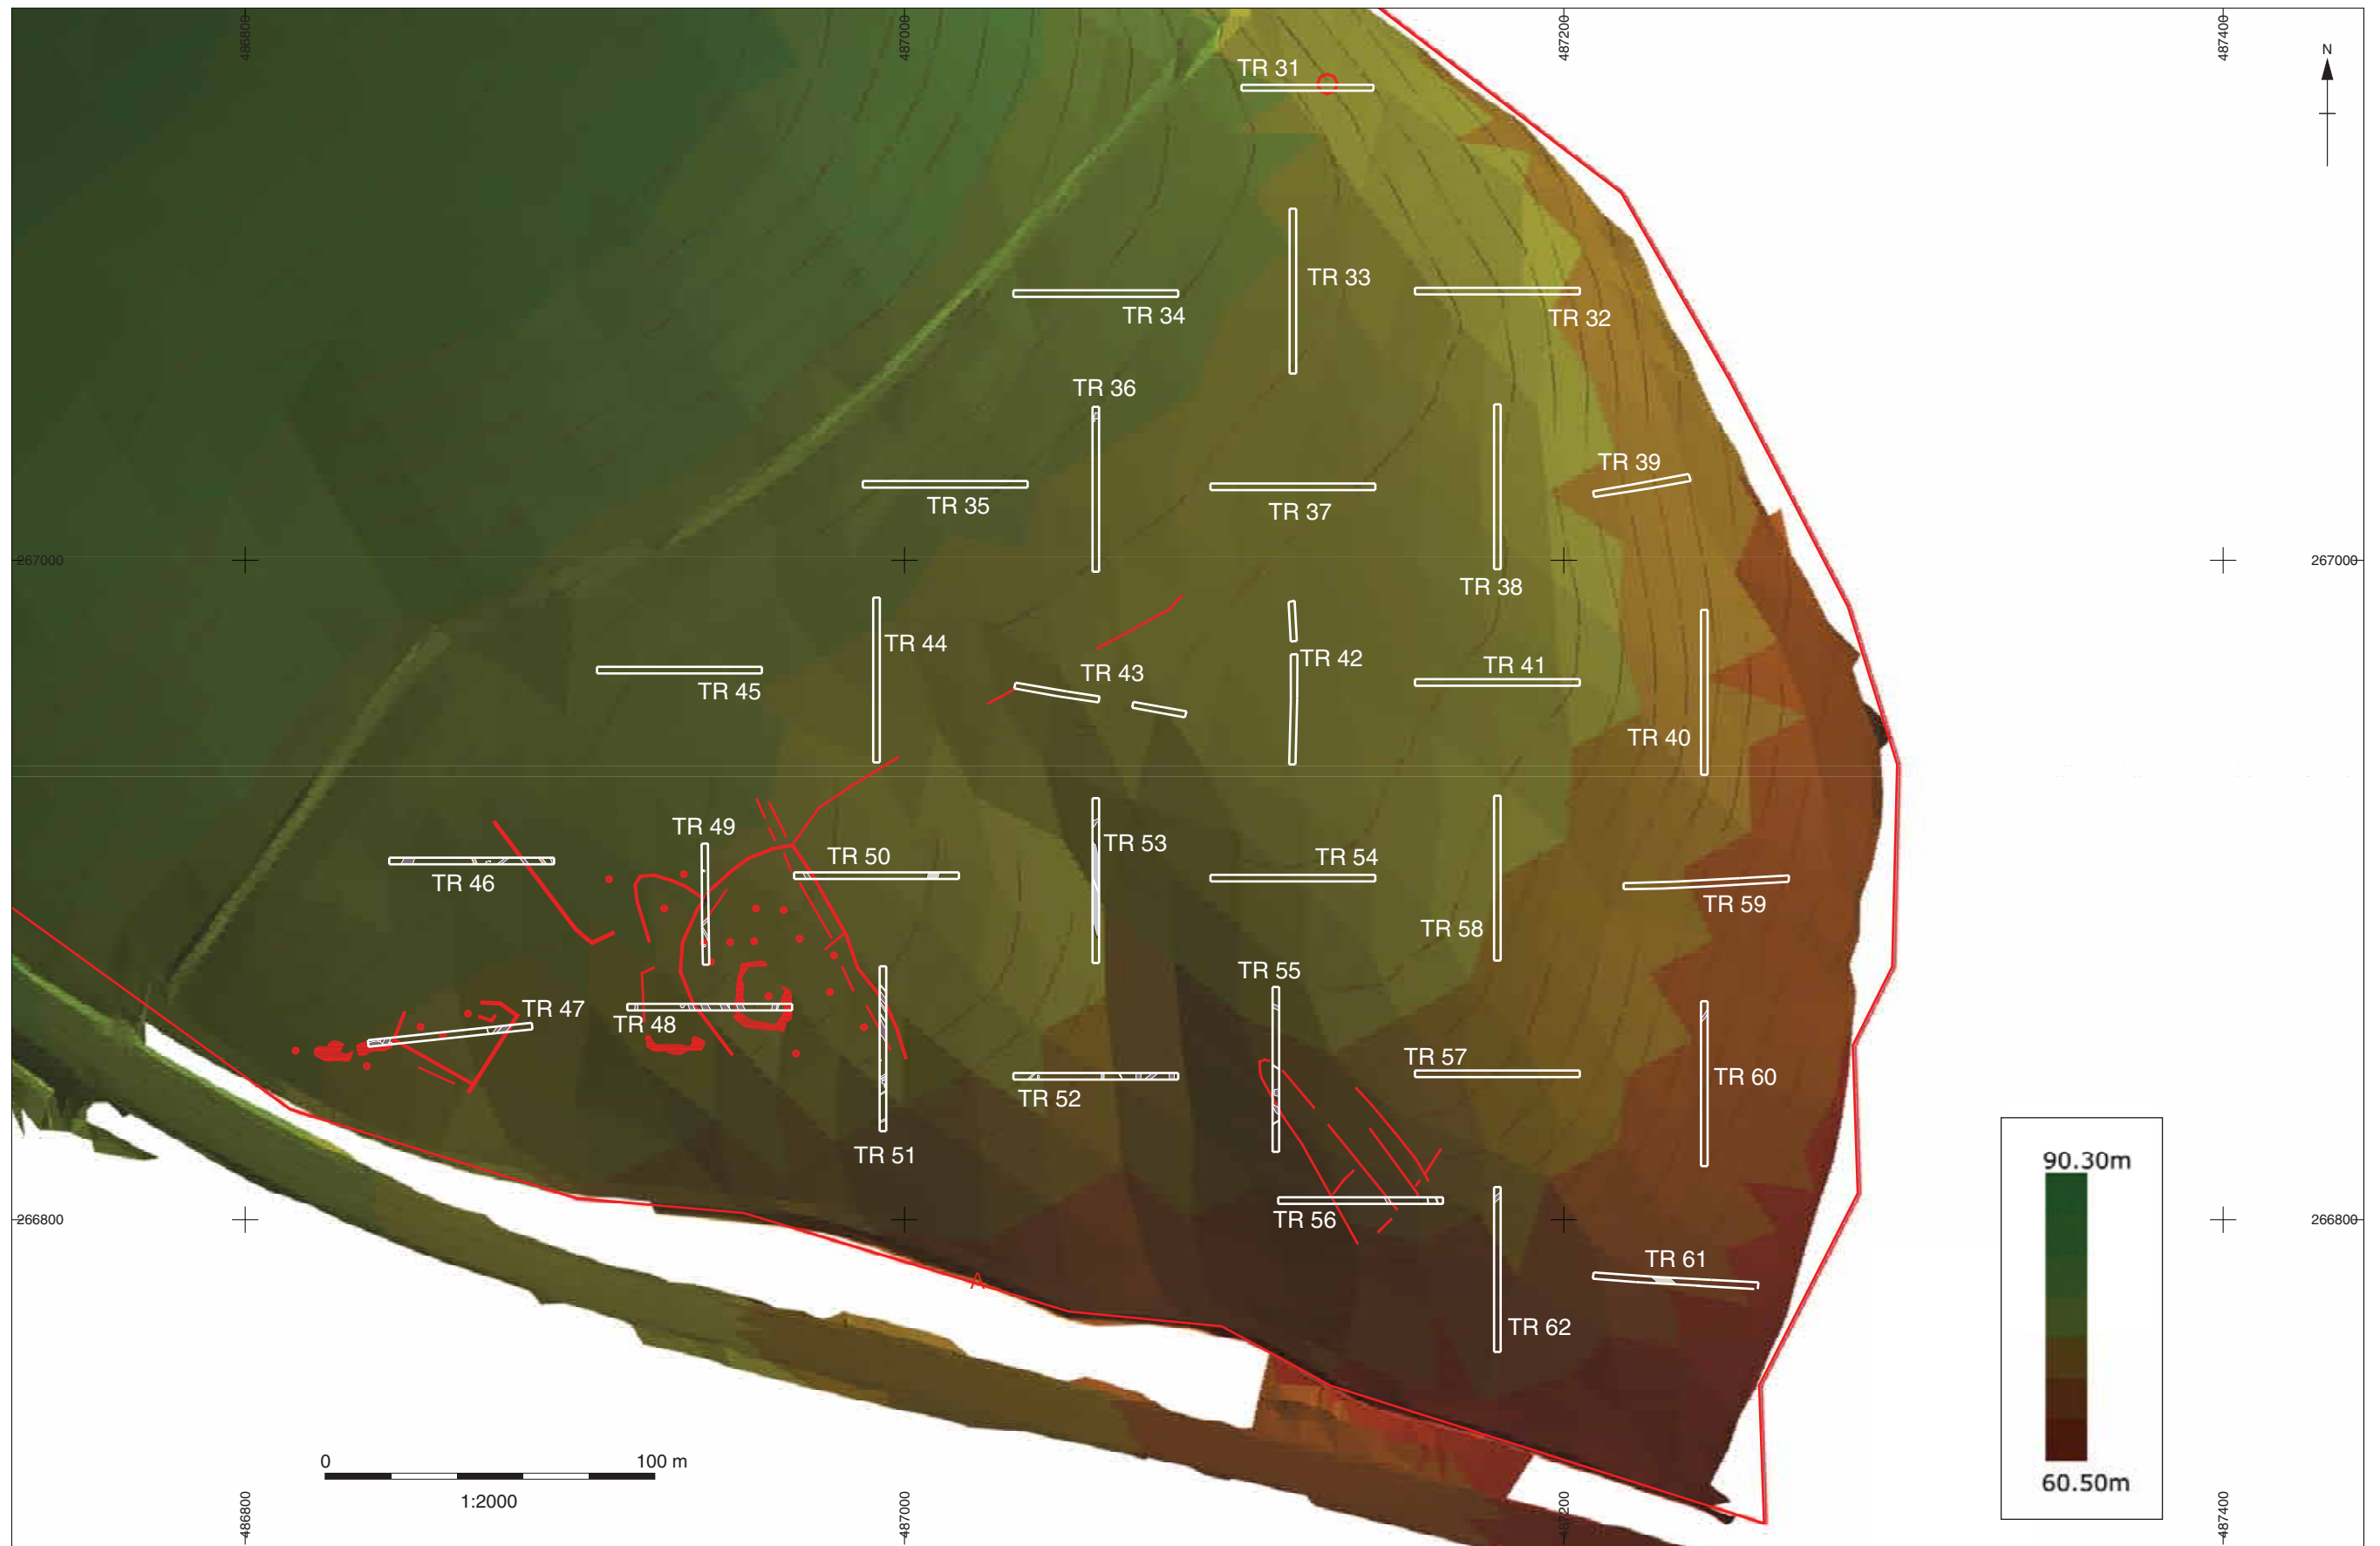 486800
487000
487200
487400
N
TR 31
TR 33
TR 34
TR 32
TR 36
TR 39
TR 35
TR 37
267000
267000
TR 38
TR 44
TR 42
TR 43
TR 41
TR 45
TR 40
TR 49
TR 53
TR 50
TR 54
TR 46
TR 59
TR 58
TR 55
TR 47
TR 48
TR 57
TR 60
TR 52
TR 51
90.30m
266800
TR 56
266800
TR 61
A
TR 62
0 100 m
60.50m
1:2000
486800
487000
487200
487400